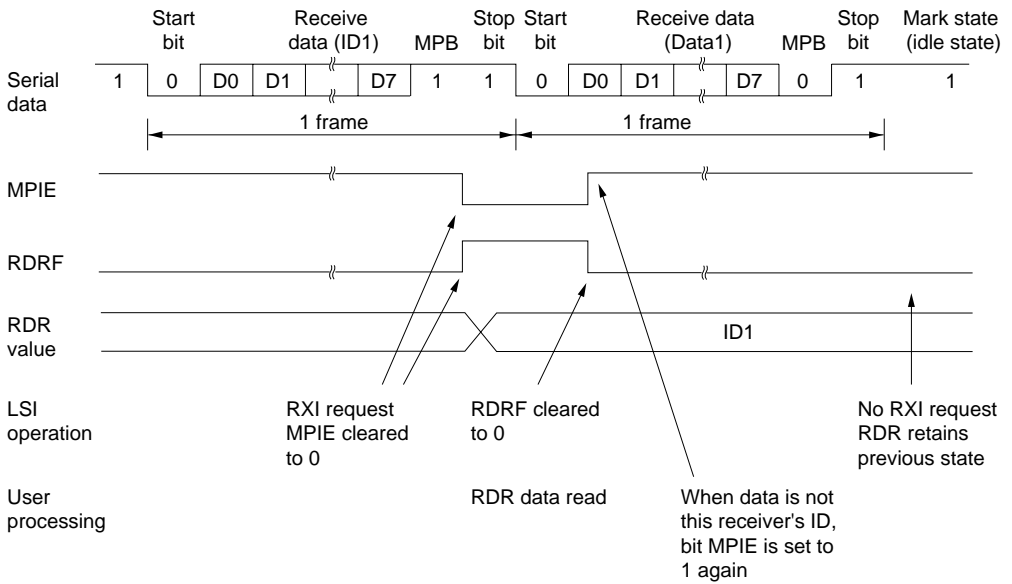 Start bit
Receive data (ID1)
MPB
Stop bit
Start bit
Receive data (Data1)
MPB
Stop bit
Mark state (idle state)
Serial data
1 0 D0 D1 D7 1 1 0 D0 D1 D7 0 1 1
1 frame 1 frame
MPIE
RDRF
RDR value
ID1
LSI operation
RXI request
MPIE cleared
to 0
RDRF cleared
to 0
No RXI request
RDR retains
previous state
User processing
RDR data read
When data is not
this receiver's ID,
bit MPIE is set to
1 again